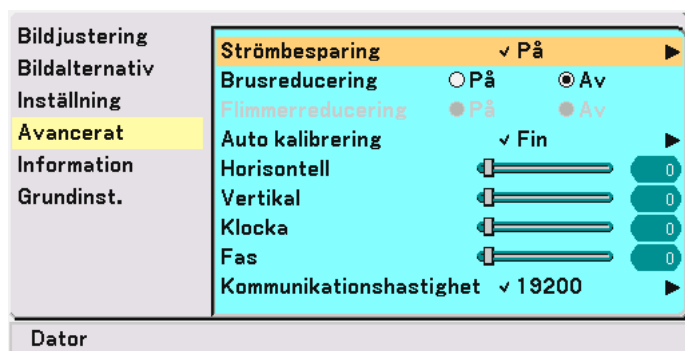 Bildjustering
Bildalternativ
Inställning
Avancerat
Information
Grundinst.
Strömbesparing ✓ På
Brusreducering På Av
Flimmerreducering På Av
Auto kalibrering ✓ Fin
Horisontell 0
Vertikal 0
Klocka 0
Fas 0
Kommunikationshastighet ✓ 19200
Dator